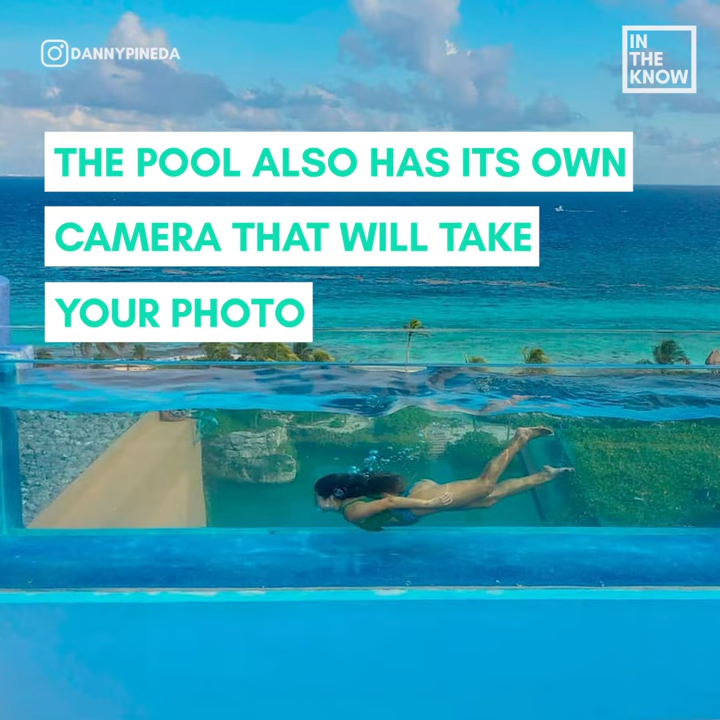 DANNYPINEDA
IN
THE
KNOW
THE POOL ALSO HAS ITS OWN
CAMERA THAT WILL TAKE
YOUR PHOTO